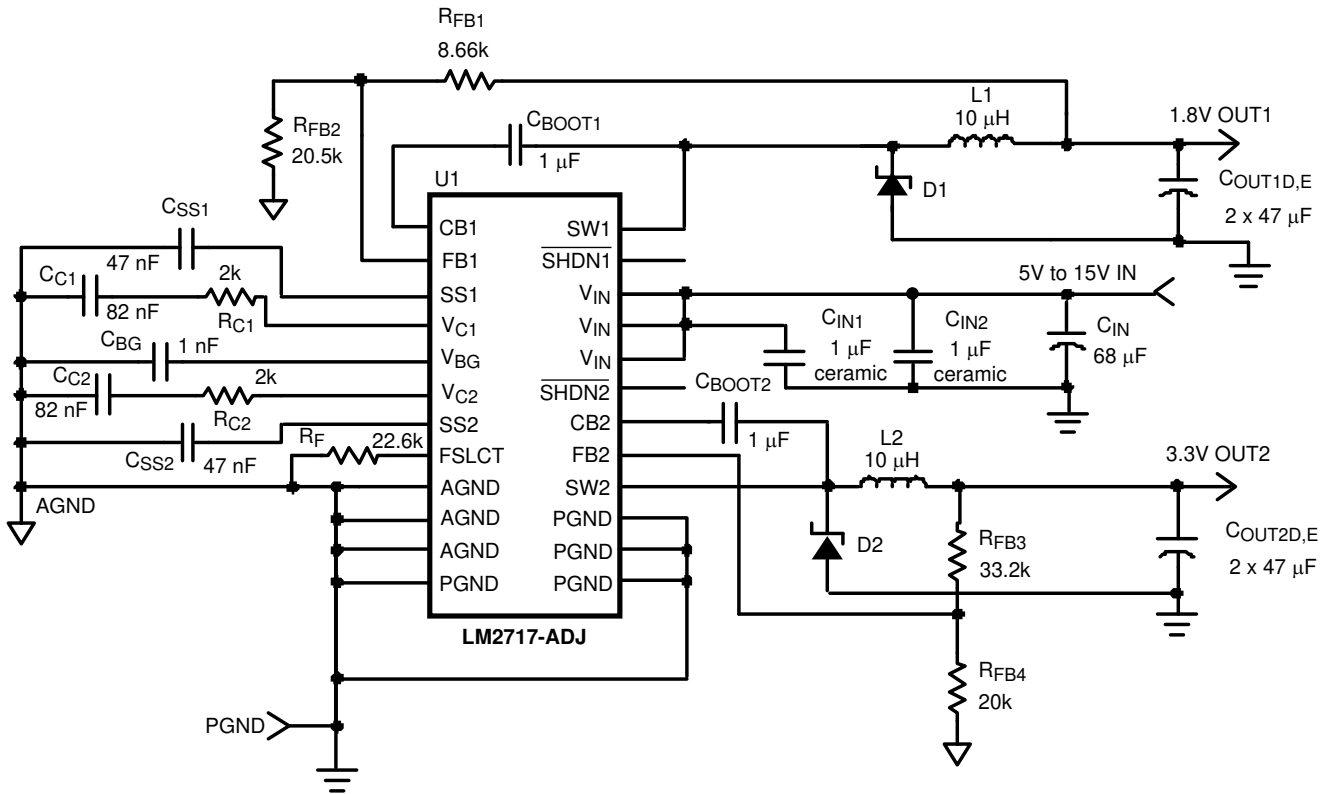 RFB1
8.66k
RFB2
20.5k
CBOOT1
1 μF
L1
10 μH
1.8V OUT1
D1
COUT1D,E
2 x 47 μF
U1
CSS1
47 nF
CC1
82 nF
2k
RC1
CBG
1 nF
CC2
82 nF
2k
RC2
CSS2
47 nF
RF
22.6k
AGND
PGND
CB1
FB1
SS1
VC1
VBG
VC2
SS2
FSLCT
AGND
AGND
AGND
PGND
SW1
SHDN1
VIN
VIN
VIN
SHDN2
CB2
FB2
SW2
PGND
PGND
PGND
LM2717-ADJ
5V to 15V IN
CIN1
1 μF
ceramic
CIN2
1 μF
ceramic
CIN
68 μF
CBOOT2
1 μF
L2
10 μH
3.3V OUT2
D2
RFB3
33.2k
COUT2D,E
2 x 47 μF
RFB4
20k